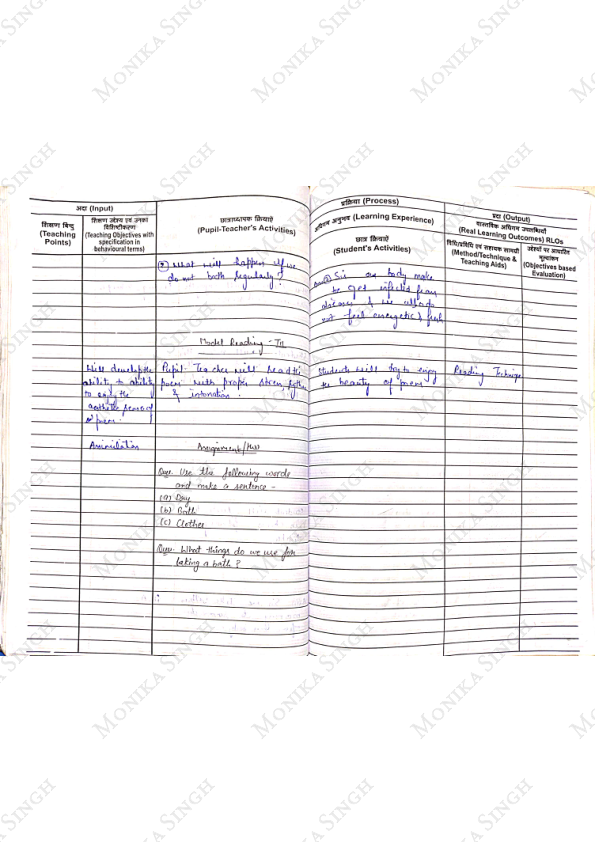 अदा (Input)
शिक्षण बिन्दु
(Teaching
Points)
शिक्षण उद्देश्य एवं उनका
विशिष्टीकरण
(Teaching Objectives with
specification in
behavioural terms)
छात्राध्यापक क्रियाएँ
(Pupil-Teacher's Activities)
② What will happen if we
do not bath regularly?
Model Reading -
Will develop the
ability to ability
to enjoy the
aesthetic sense of
poem.
Pupil-Teacher will read the
poem with proper stress,
& intonation.
Assimilation
Assignment/
Que. Use the following words
and make a sentence -
(a) Day
(b) Bath
(c) Clothes
Que. What things do we use for
taking a bath?
प्रक्रिया (Process)
अधिगम अनुभव (Learning Experience)
छात्र क्रियाएँ
(Student's Activities)
प्रदा (Output)
वास्तविक अधिगम उपलब्धियाँ
(Real Learning Outcomes) RLOs
विधि/प्रविधि एवं सहायक सामग्री
(Method/Technique &
Teaching Aids)
उद्देश्यों पर आधारित
मूल्यांकन
(Objectives based
Evaluation)
② Sir our body make
be get infected from
diseases & we
not feel energetic & fresh
Students will try to enjoy
the beauty of poem
Reading Technique
MONIKA SINGH